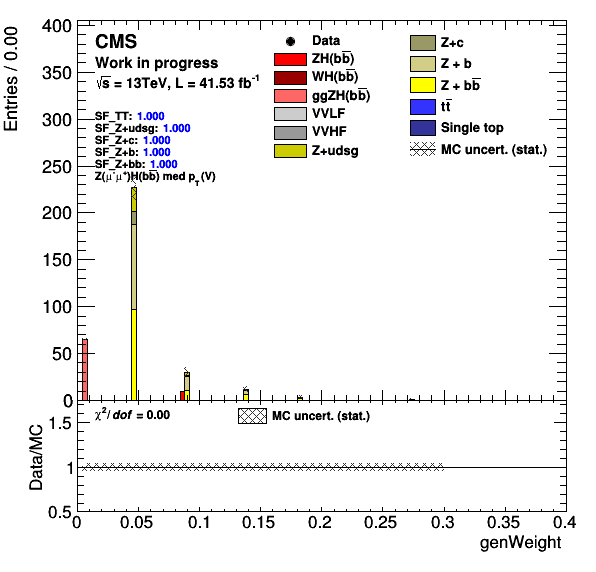 Entries / 0.00
400
350
300
250
200
150
100
50
0
CMS
Work in progress
√s = 13TeV, L = 41.53 fb⁻¹
SF_TT: 1.000
SF_Z+udsg: 1.000
SF_Z+c: 1.000
SF_Z+b: 1.000
SF_Z+bb: 1.000
Z(μ⁻μ⁺)H(bb̅) med p_T(V)
Data
ZH(bb̅)
WH(bb̅)
ggZH(bb̅)
VVLF
VVHF
Z+udsg
Z+c
Z + b
Z + bb̅
tt̅
Single top
MC uncert. (stat.)
Data/MC
1.5
1
0.5
χ²/dof = 0.00
MC uncert. (stat.)
0 0.05 0.1 0.15 0.2 0.25 0.3 0.35 0.4
genWeight